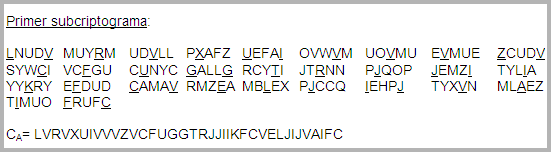 Primer subcriptograma:
LNUDV MUYRM UDVLL PXAFZ UEFAI OVWVM UOVMU EVMUE ZCUDV
SYWCI VCFGU CUNYC GALLG RCYTI JTRNN PJQOP JEMZI TYLIA
YYKRY EFDUD CAMAV RMZEA MBLEX PJCCQ IEHPJ TYXVN MLAEZ
TIMUO FRUFC
CA= LVRVXUIVVVZVCFUGGTRJJIIKFCVELJIJVAIFC